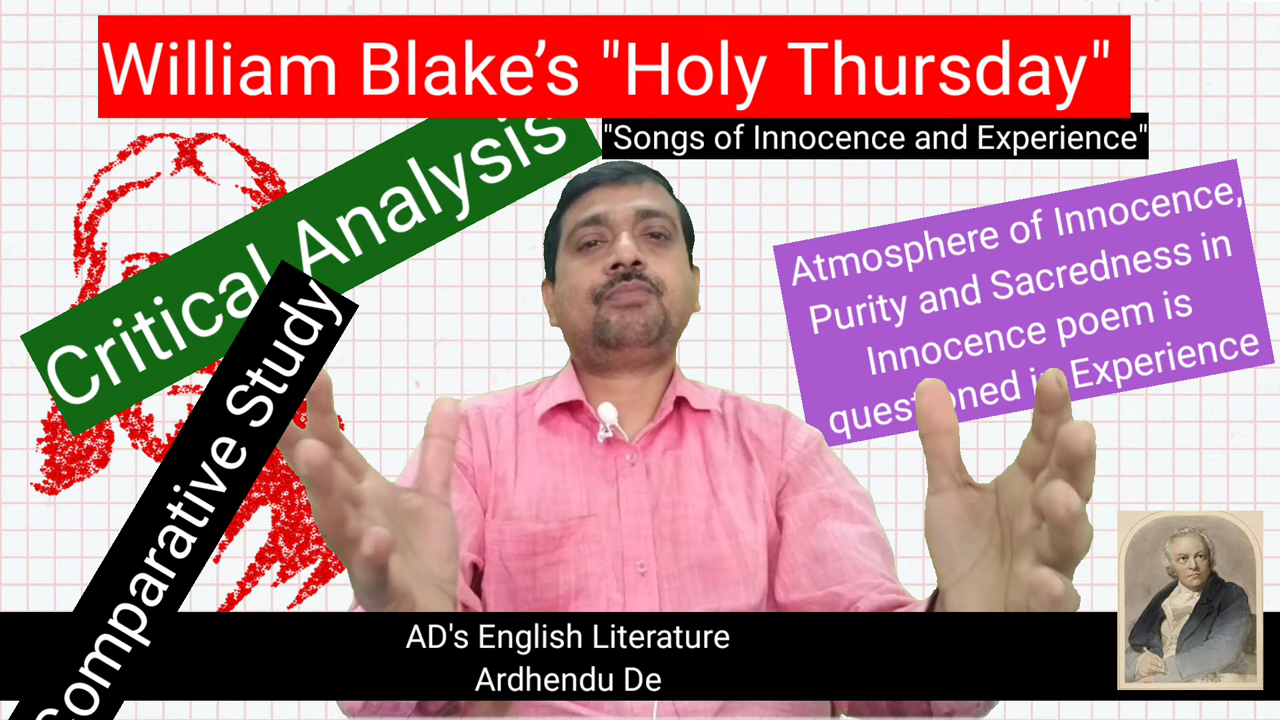 William Blake’s "Holy Thursday"
"Songs of Innocence and Experience"
Critical Analysis
Comparative Study
Atmosphere of Innocence,
Purity and Sacredness in
Innocence poem is
questioned in Experience
AD's English Literature
Ardhendu De